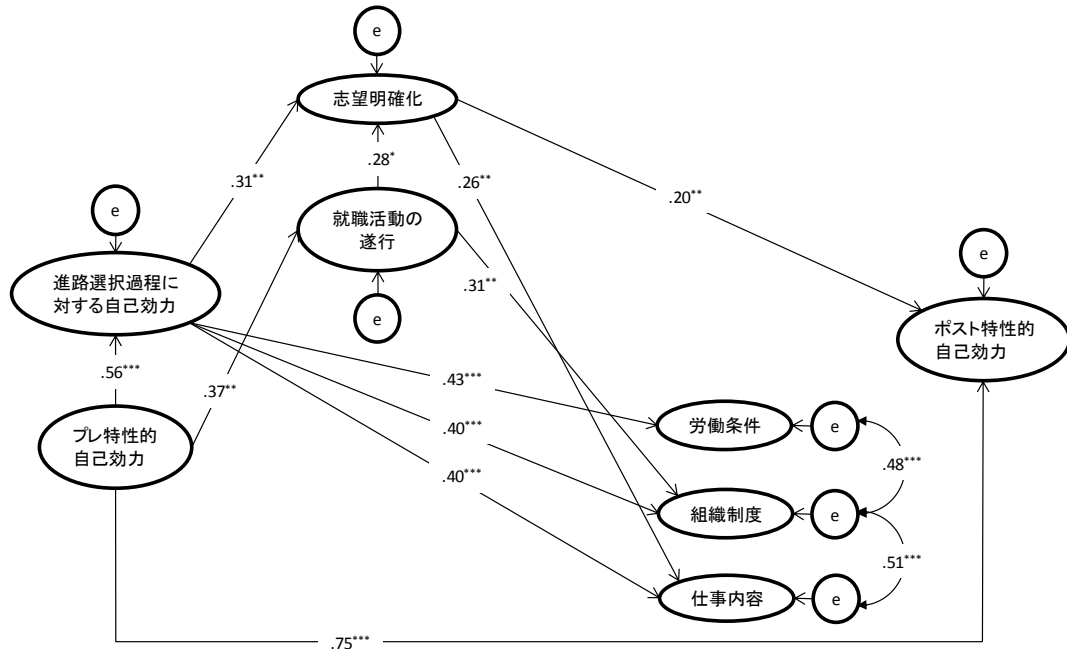 e
志望明確化
.28*
.31**
.26**
.20**
e
就職活動の
遂行
e
進路選択過程に
対する自己効力
.31**
e
e
ポスト特性的
自己効力
.56***
.37**
.43***
プレ特性的
自己効力
労働条件
e
.40***
.48***
.40***
組織制度
e
.51***
仕事内容
e
.75***